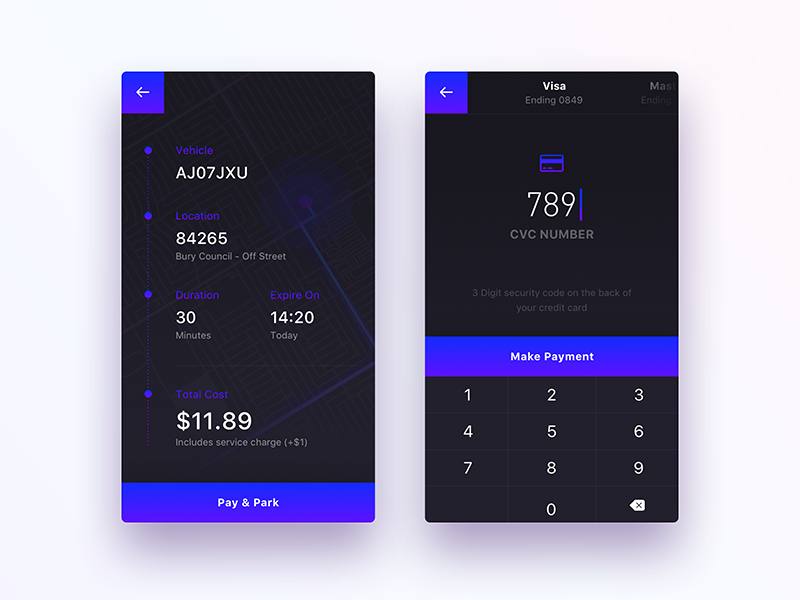 Vehicle
AJ07JXU
Location
84265
Bury Council - Off Street
Duration
Expire On
30
14:20
Minutes
Today
Total Cost
$11.89
Includes service charge (+$1)
Pay & Park
Visa
Ending 0849
Mas
Ending
789
CVC NUMBER
3 Digit security code on the back of
your credit card
Make Payment
1 2 3
4 5 6
7 8 9
0